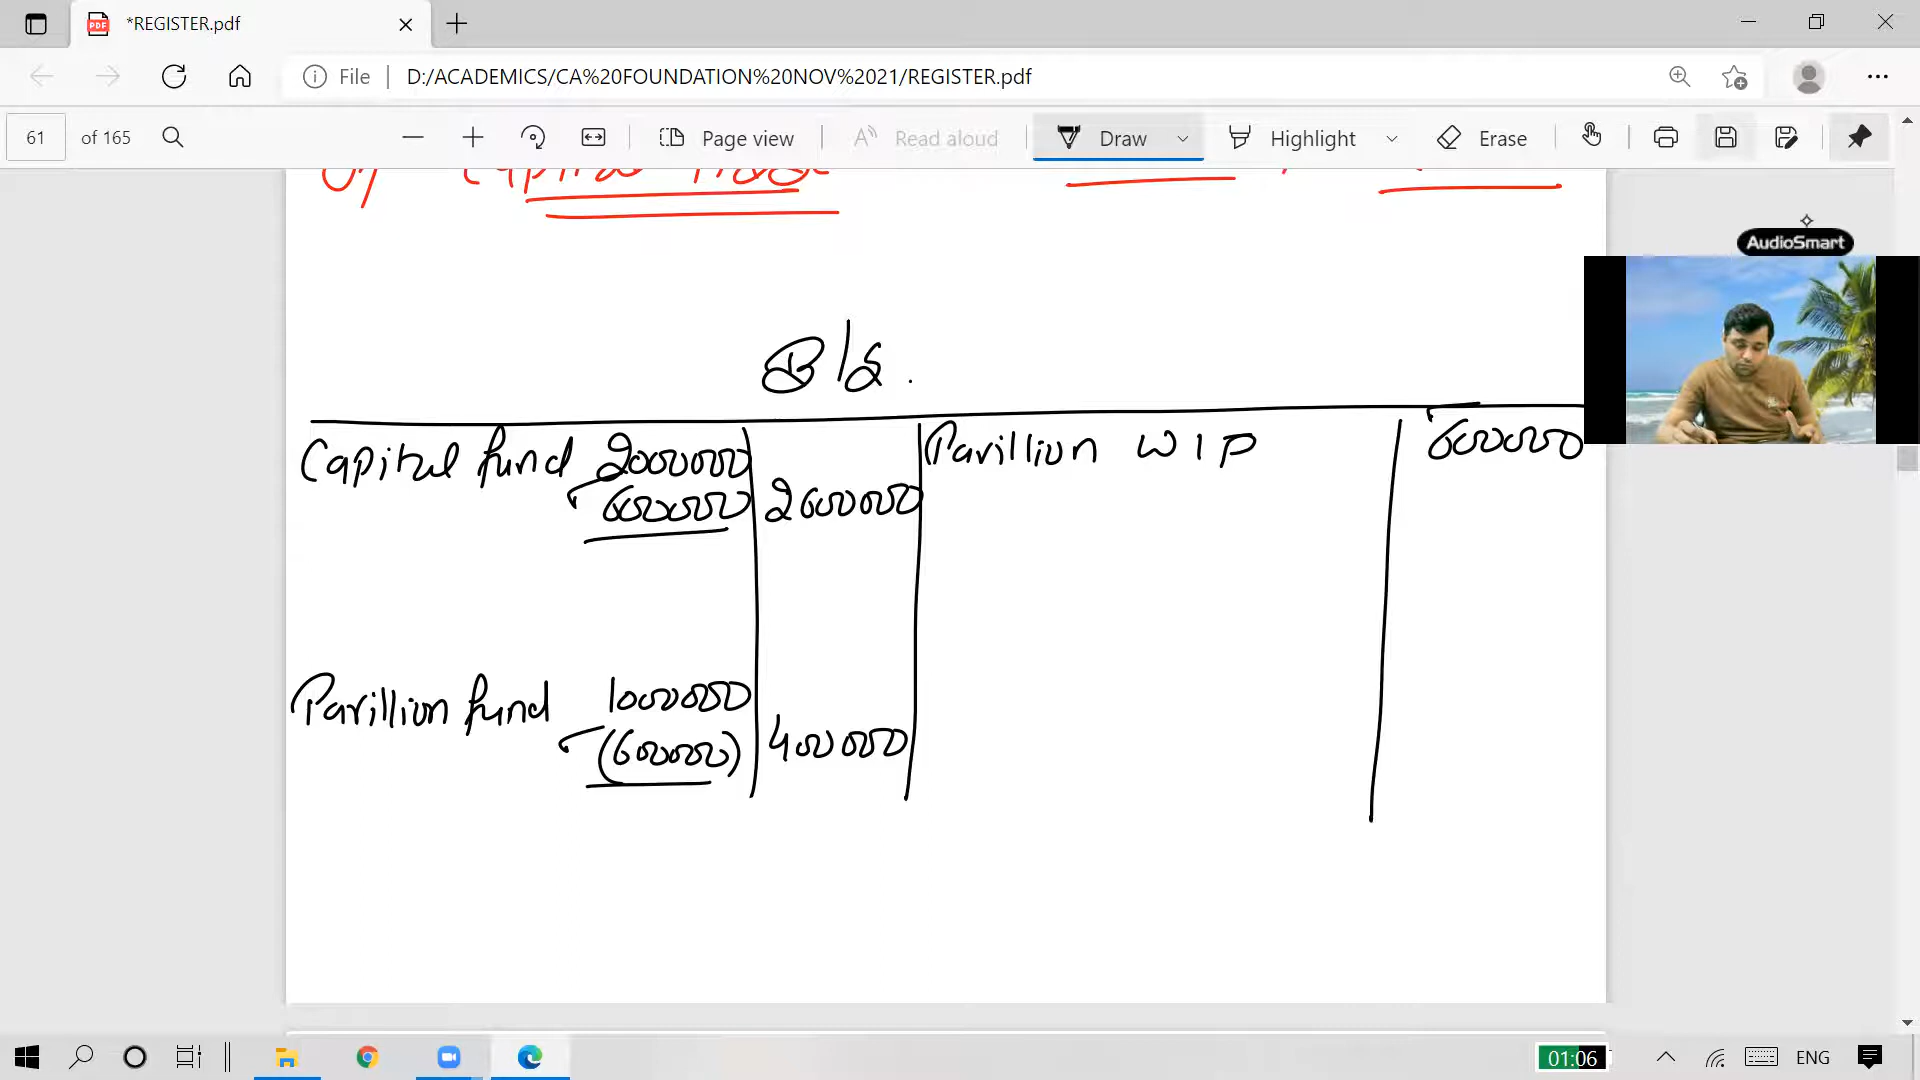 *REGISTER.pdf
File D:/ACADEMICS/CA%20FOUNDATION%20NOV%2021/REGISTER.pdf
61 of 165 Page view Read aloud Draw Highlight Erase
AudioSmart
B/S.
Capital fund 2000000 Pavillion WIP 600000
600000 2600000
Pavillion fund 1000000
(600000) 400000
01:06 ENG